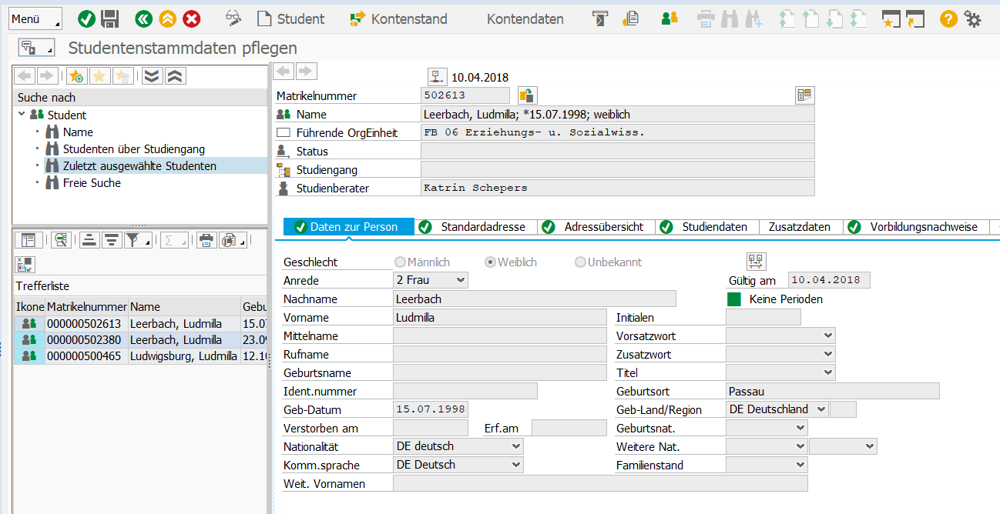 Menü Student Kontenstand Kontendaten
Studentenstammdaten pflegen
Suche nach
Student
Name
Studenten über Studiengang
Zuletzt ausgewählte Studenten
Freie Suche
Trefferliste
Ikone Matrikelnummer Name Gebu
000000502613 Leerbach, Ludmilla 15.0
000000502380 Leerbach, Ludmilla 23.09
000000500465 Ludwigsburg, Ludmilla 12.10
10.04.2018
Matrikelnummer 502613
Name Leerbach, Ludmilla; *15.07.1998; weiblich
Führende OrgEinheit FB 06 Erziehungs- u. Sozialwiss.
Status
Studiengang
Studienberater Katrin Schepers
Daten zur Person Standardadresse Adressübersicht Studiendaten Zusatzdaten Vorbildungsnachweise
Geschlecht Männlich Weiblich Unbekannt
Anrede 2 Frau Gültig am 10.04.2018
Nachname Leerbach Keine Perioden
Vorname Ludmilla Initialen
Mittelname Vorsatzwort
Rufname Zusatzwort
Geburtsname Titel
Ident.nummer Geburtsort Passau
Geb-Datum 15.07.1998 Geb-Land/Region DE Deutschland
Verstorben am Erf.am Geburtsnat.
Nationalität DE deutsch Weitere Nat.
Komm.sprache DE Deutsch Familienstand
Weit. Vornamen